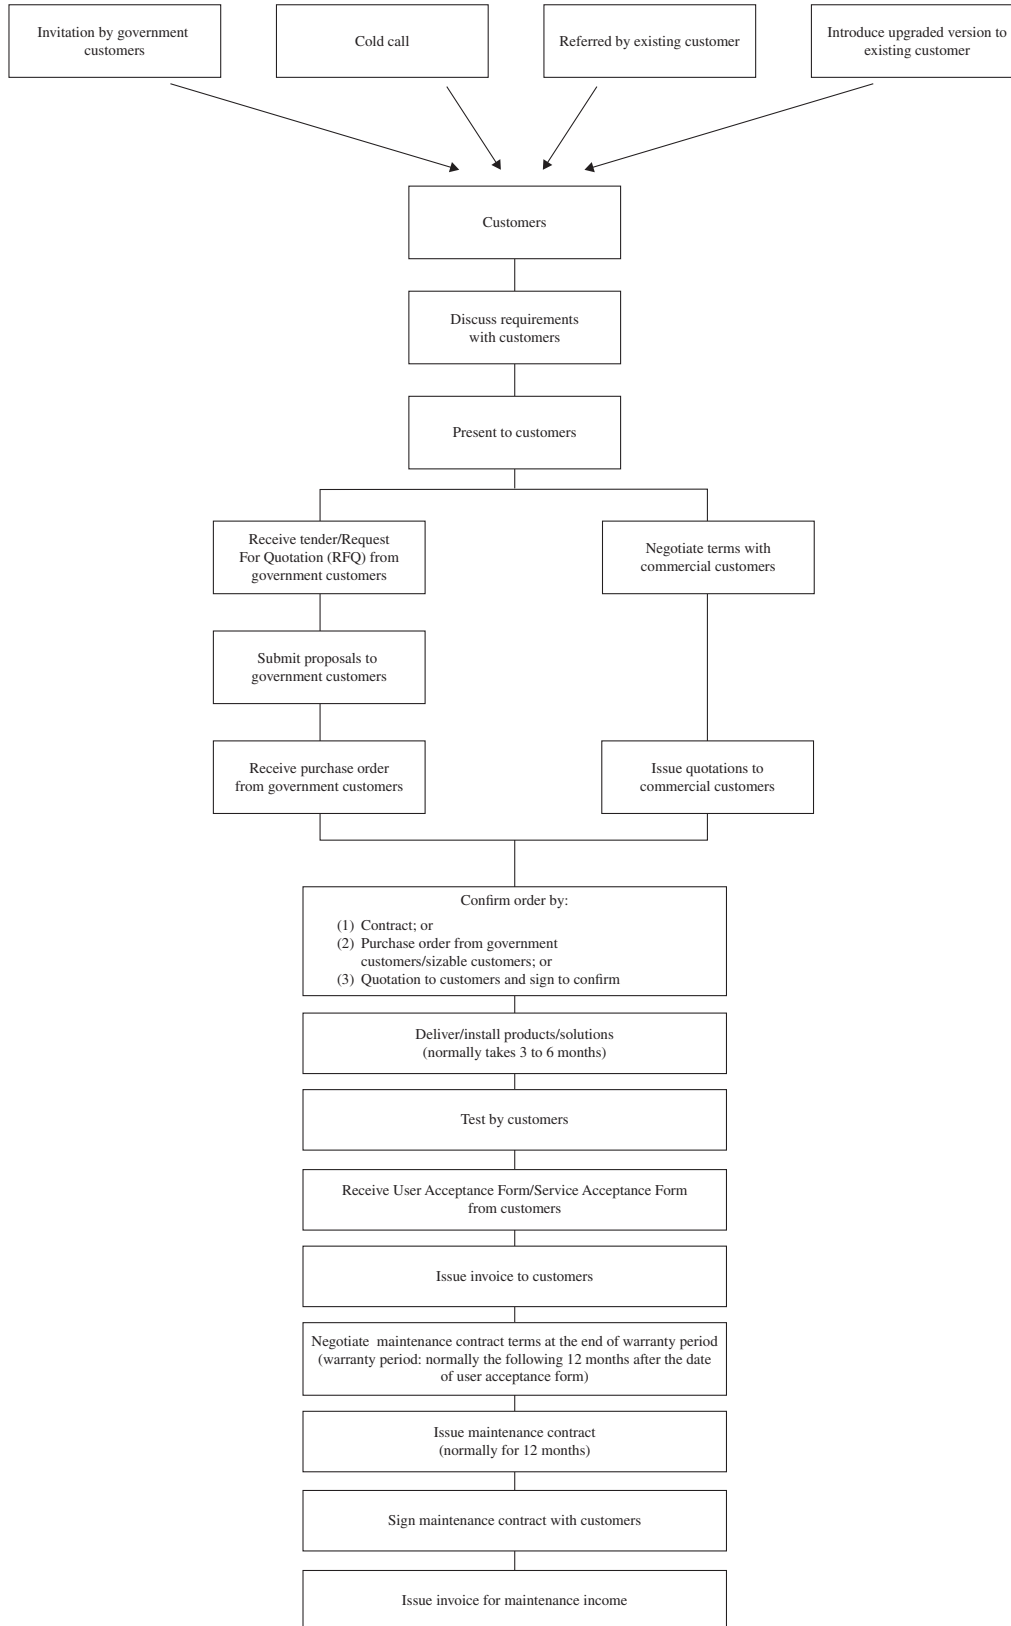 Invitation by government
customers
Cold call
Referred by existing customer
Introduce upgraded version to
existing customer
Customers
Discuss requirements
with customers
Present to customers
Receive tender/Request
For Quotation (RFQ) from
government customers
Negotiate terms with
commercial customers
Submit proposals to
government customers
Receive purchase order
from government customers
Issue quotations to
commercial customers
Confirm order by:
(1) Contract; or
(2) Purchase order from government
customers/sizable customers; or
(3) Quotation to customers and sign to confirm
Deliver/install products/solutions
(normally takes 3 to 6 months)
Test by customers
Receive User Acceptance Form/Service Acceptance Form
from customers
Issue invoice to customers
Negotiate maintenance contract terms at the end of warranty period
(warranty period: normally the following 12 months after the date
of user acceptance form)
Issue maintenance contract
(normally for 12 months)
Sign maintenance contract with customers
Issue invoice for maintenance income